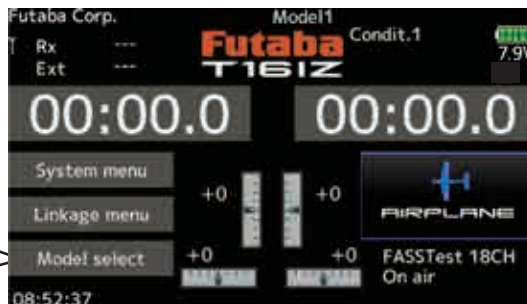 Futaba Corp.
Model1
Rx ---
Ext ---
Futaba
T16IZ
Condit.1
7.9V
00:00.0
00:00.0
System menu
Linkage menu
Model select
+0
+0
+0
+0
AIRPLANE
FASSTest 18CH
On air
08:52:37